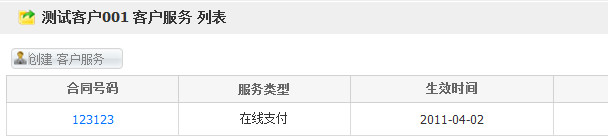 测试客户001 客户服务 列表
创建 客户服务
合同号码 服务类型 生效时间
123123 在线支付 2011-04-02